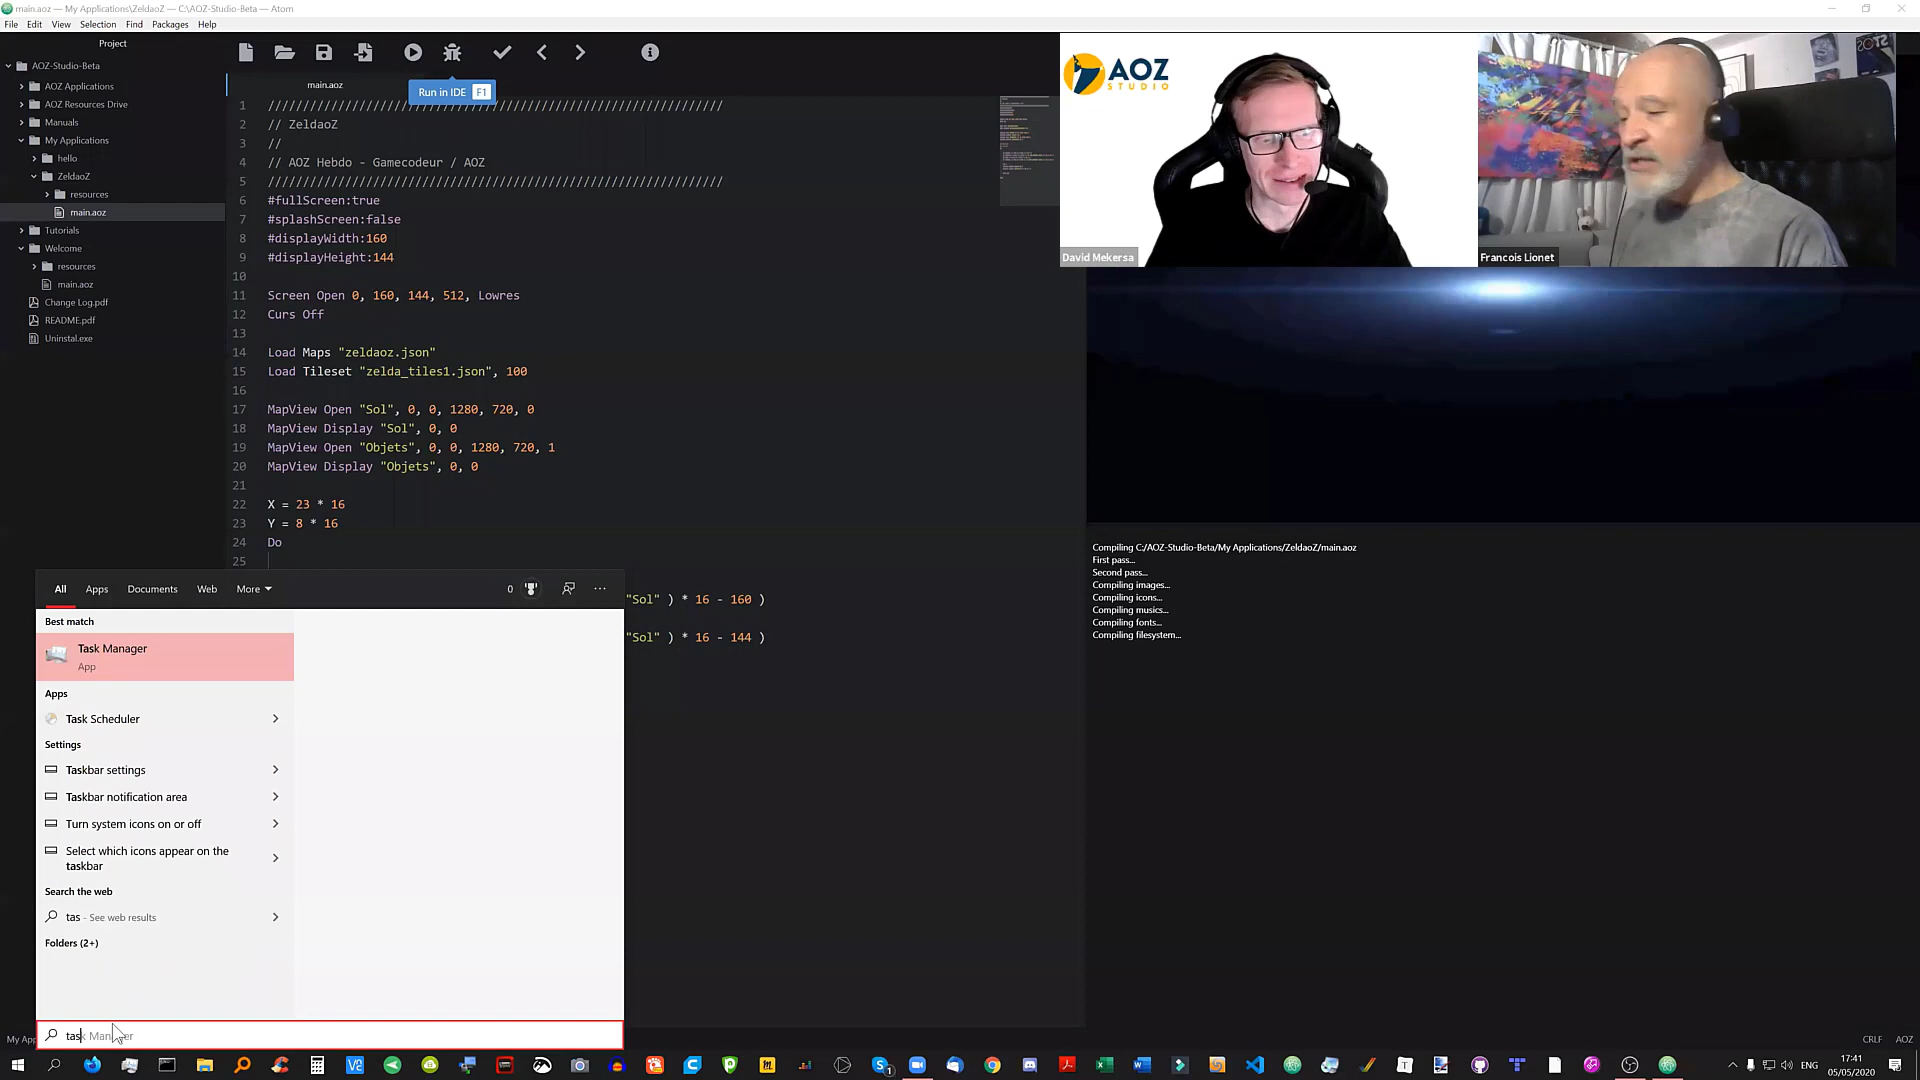 main.aoz — My Applications\ZeldaoZ — C:\AOZ-Studio-Beta — Atom
File Edit View Selection Find Packages Help
Project
AOZ-Studio-Beta
AOZ Applications
AOZ Resources Drive
Manuals
My Applications
hello
ZeldaoZ
resources
main.aoz
Tutorials
Welcome
resources
main.aoz
Change Log.pdf
README.pdf
Uninstal.exe
Run in IDE F1
main.aoz
1 /////////////////////////////////////////////////////////////////
2 // ZeldaoZ
3 //
4 // AOZ Hebdo - Gamecodeur / AOZ
5 /////////////////////////////////////////////////////////////////
6 #fullScreen:true
7 #splashScreen:false
8 #displayWidth:160
9 #displayHeight:144
10
11 Screen Open 0, 160, 144, 512, Lowres
12 Curs Off
13
14 Load Maps "zeldaoz.json"
15 Load Tileset "zelda_tiles1.json", 100
16
17 MapView Open "Sol", 0, 0, 1280, 720, 0
18 MapView Display "Sol", 0, 0
19 MapView Open "Objets", 0, 0, 1280, 720, 1
20 MapView Display "Objets", 0, 0
21
22 X = 23 * 16
23 Y = 8 * 16
24 Do
25
"Sol" ) * 16 - 160 )
"Sol" ) * 16 - 144 )
AOZ
STUDIO
David Mekersa
Francois Lionet
Compiling C:/AOZ-Studio-Beta/My Applications/ZeldaoZ/main.aoz
First pass...
Second pass...
Compiling images...
Compiling icons...
Compiling musics...
Compiling fonts...
Compiling filesystem...
All Apps Documents Web More 0 ...
Best match
Task Manager
App
Apps
Task Scheduler
Settings
Taskbar settings
Taskbar notification area
Turn system icons on or off
Select which icons appear on the
taskbar
Search the web
tas - See web results
Folders (2+)
task Manager
My App
CRLF AOZ
ENG
17:41
05/05/2020